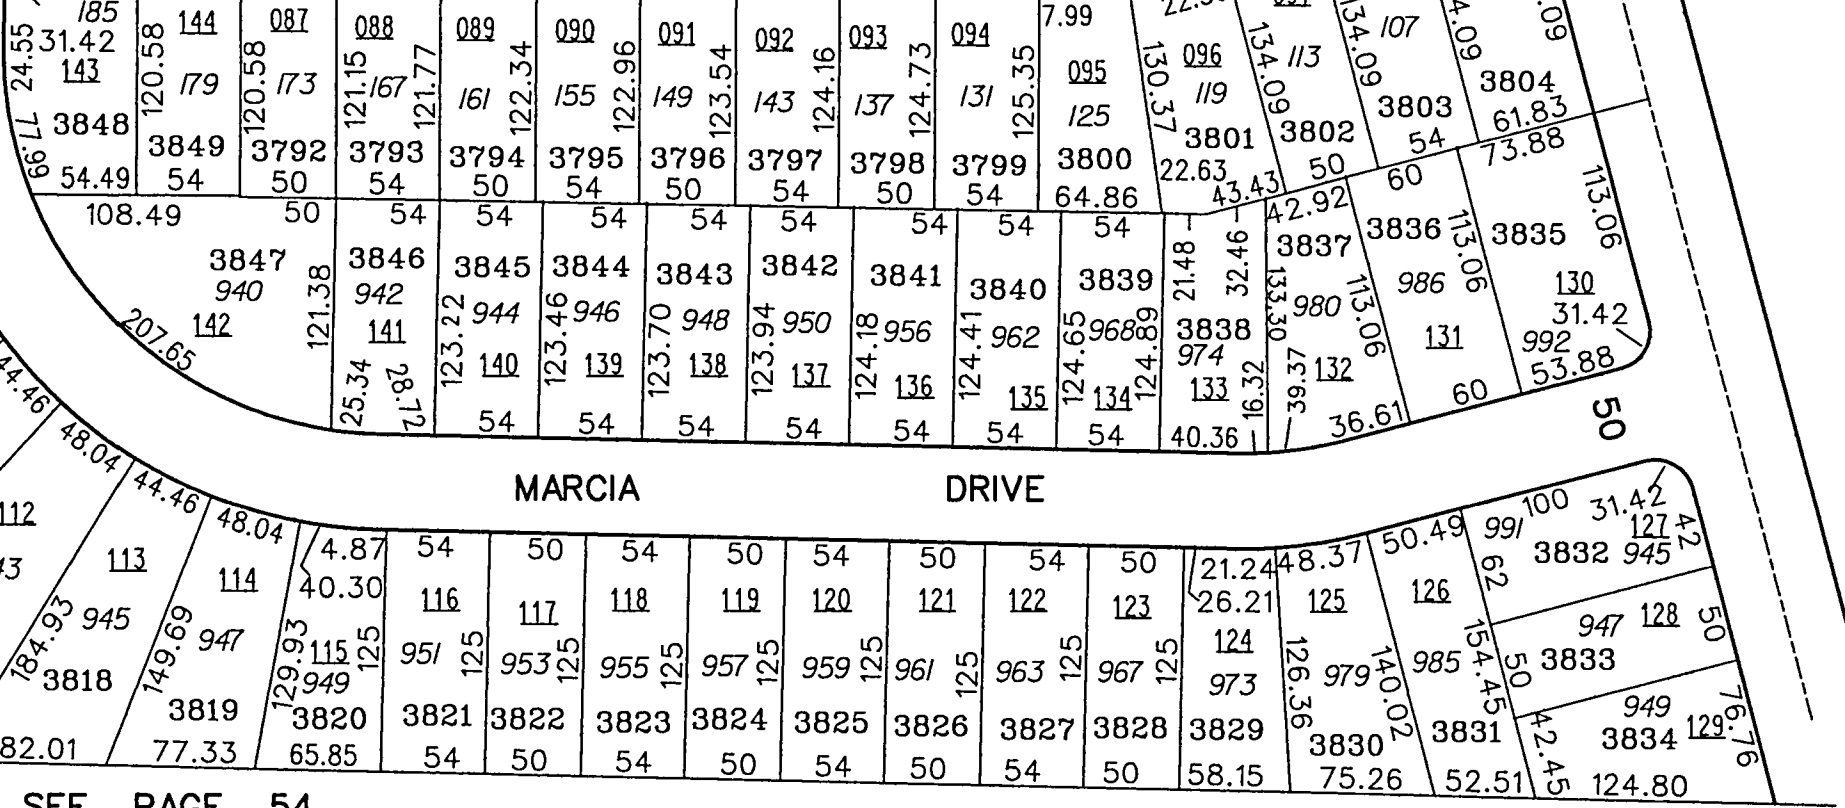 185 144 087 088 089 090 091 092 093 094 7.99 096 107
24.55 31.42 120.58 120.58 121.15 121.77 122.34 122.96 123.54 124.16 124.73 125.35 095 130.37 134.09 134.09
143 179 173 167 161 155 149 143 137 131 125 119 113
77.99 3848 3849 3792 3793 3794 3795 3796 3797 3798 3799 3800 3801 3802 3803 3804
54.49 54 50 54 50 54 50 54 50 54 64.86 22.63 43.43 50 54 61.83
108.49 50 54 54 54 54 54 54 54 54 42.92 60 73.88
3847 3846 3845 3844 3843 3842 3841 3840 3839 3838 3837 3836 3835
940 942 944 946 948 950 956 962 968 974 980 986 992
142 141 140 139 138 137 136 135 134 133 132 131 130
207.65 121.38 123.22 123.46 123.70 123.94 124.18 124.41 124.65 124.89 21.48 32.46 133.30 113.06 113.06 113.06
25.34 28.72 54 54 54 54 54 54 54 40.36 16.32 39.37 36.61 60 53.88 31.42
44.46 48.04 44.46 48.04
MARCIA DRIVE 50
4.87 54 50 54 50 54 50 54 50 21.24 48.37 50.49 100 31.42
40.30 26.21
112 113 114 115 116 117 118 119 120 121 122 123 124 125 126 127 128 129
945 947 949 951 953 955 957 959 961 963 967 973 979 985 991 945 947 949
184.93 149.69 129.93 125 125 125 125 125 125 125 125 125 126.36 140.02 154.45 62 50 42.45 42 50 76.76
3818 3819 3820 3821 3822 3823 3824 3825 3826 3827 3828 3829 3830 3831 3832 3833 3834
82.01 77.33 65.85 54 50 54 50 54 50 54 50 58.15 75.26 52.51 124.80
SEE PAGE 54